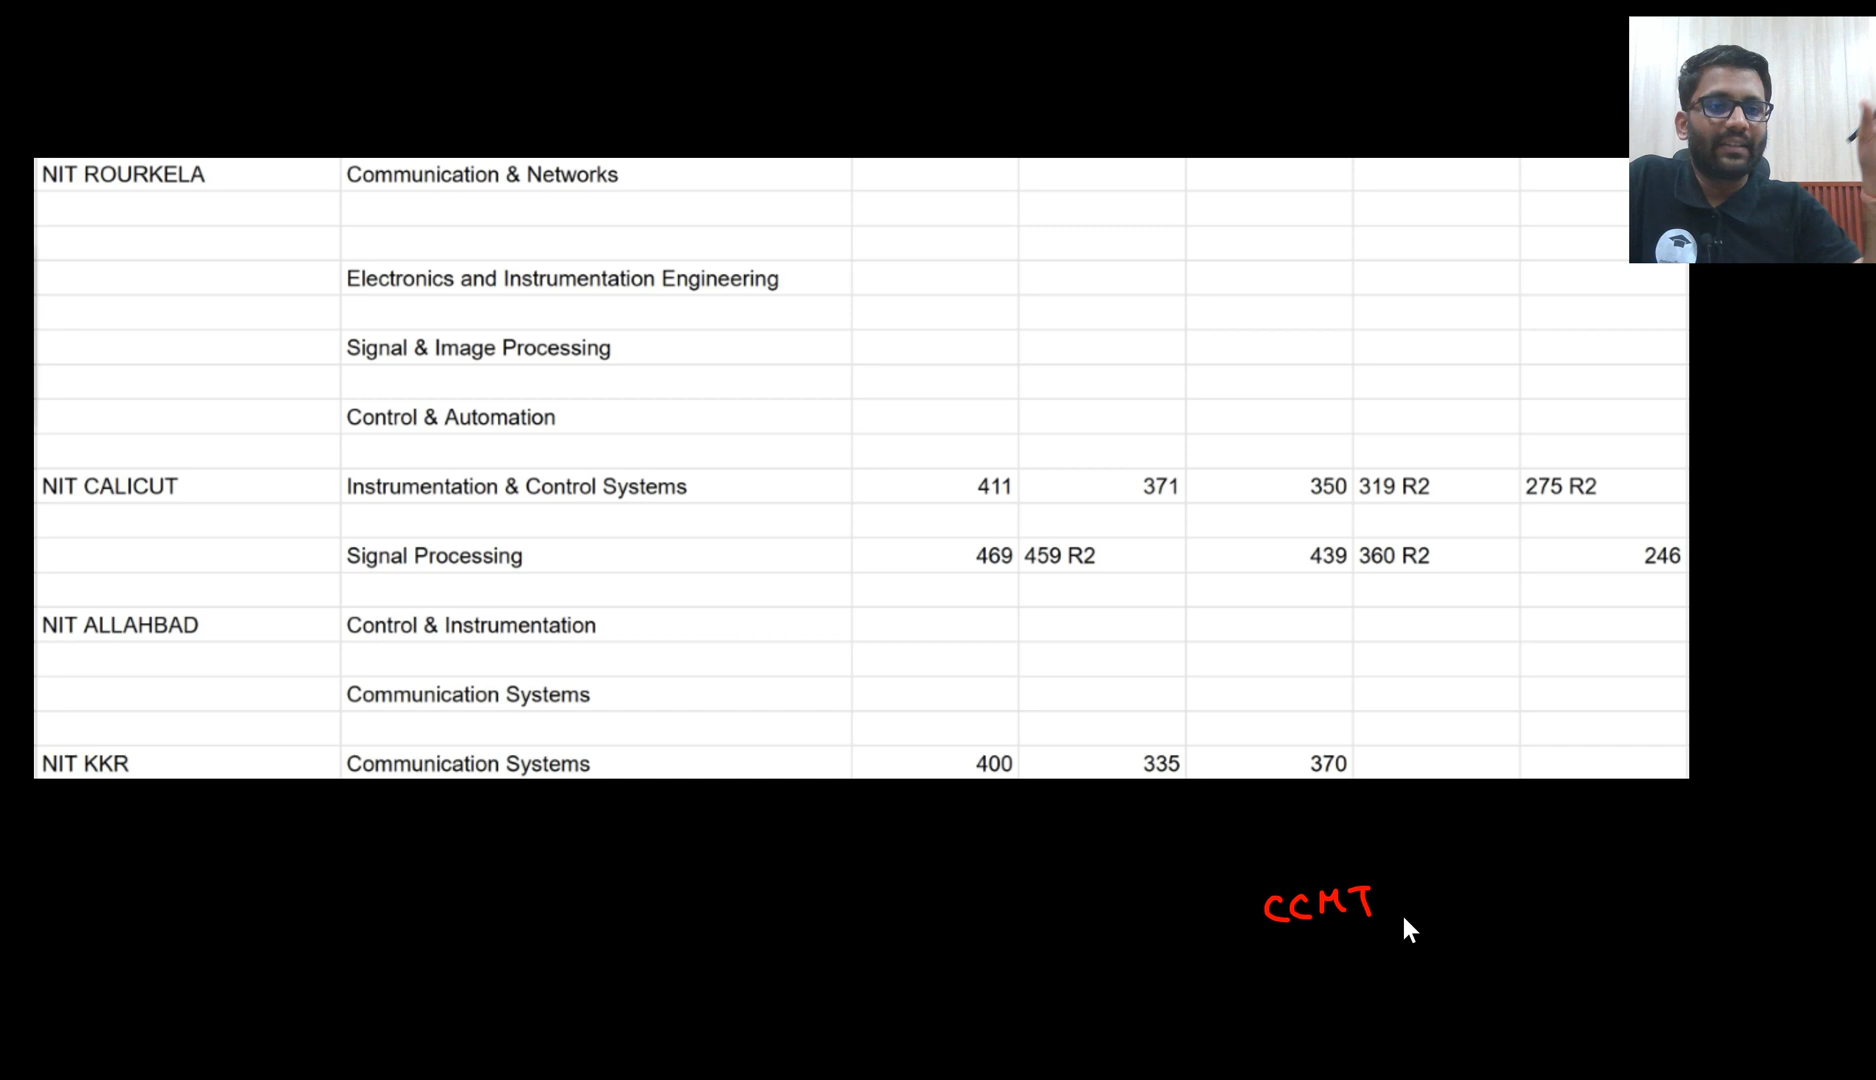 NIT ROURKELA Communication & Networks
Electronics and Instrumentation Engineering
Signal & Image Processing
Control & Automation
NIT CALICUT Instrumentation & Control Systems 411 371 350 319 R2 275 R2
Signal Processing 469 459 R2 439 360 R2 246
NIT ALLAHBAD Control & Instrumentation
Communication Systems
NIT KKR Communication Systems 400 335 370
CCMT